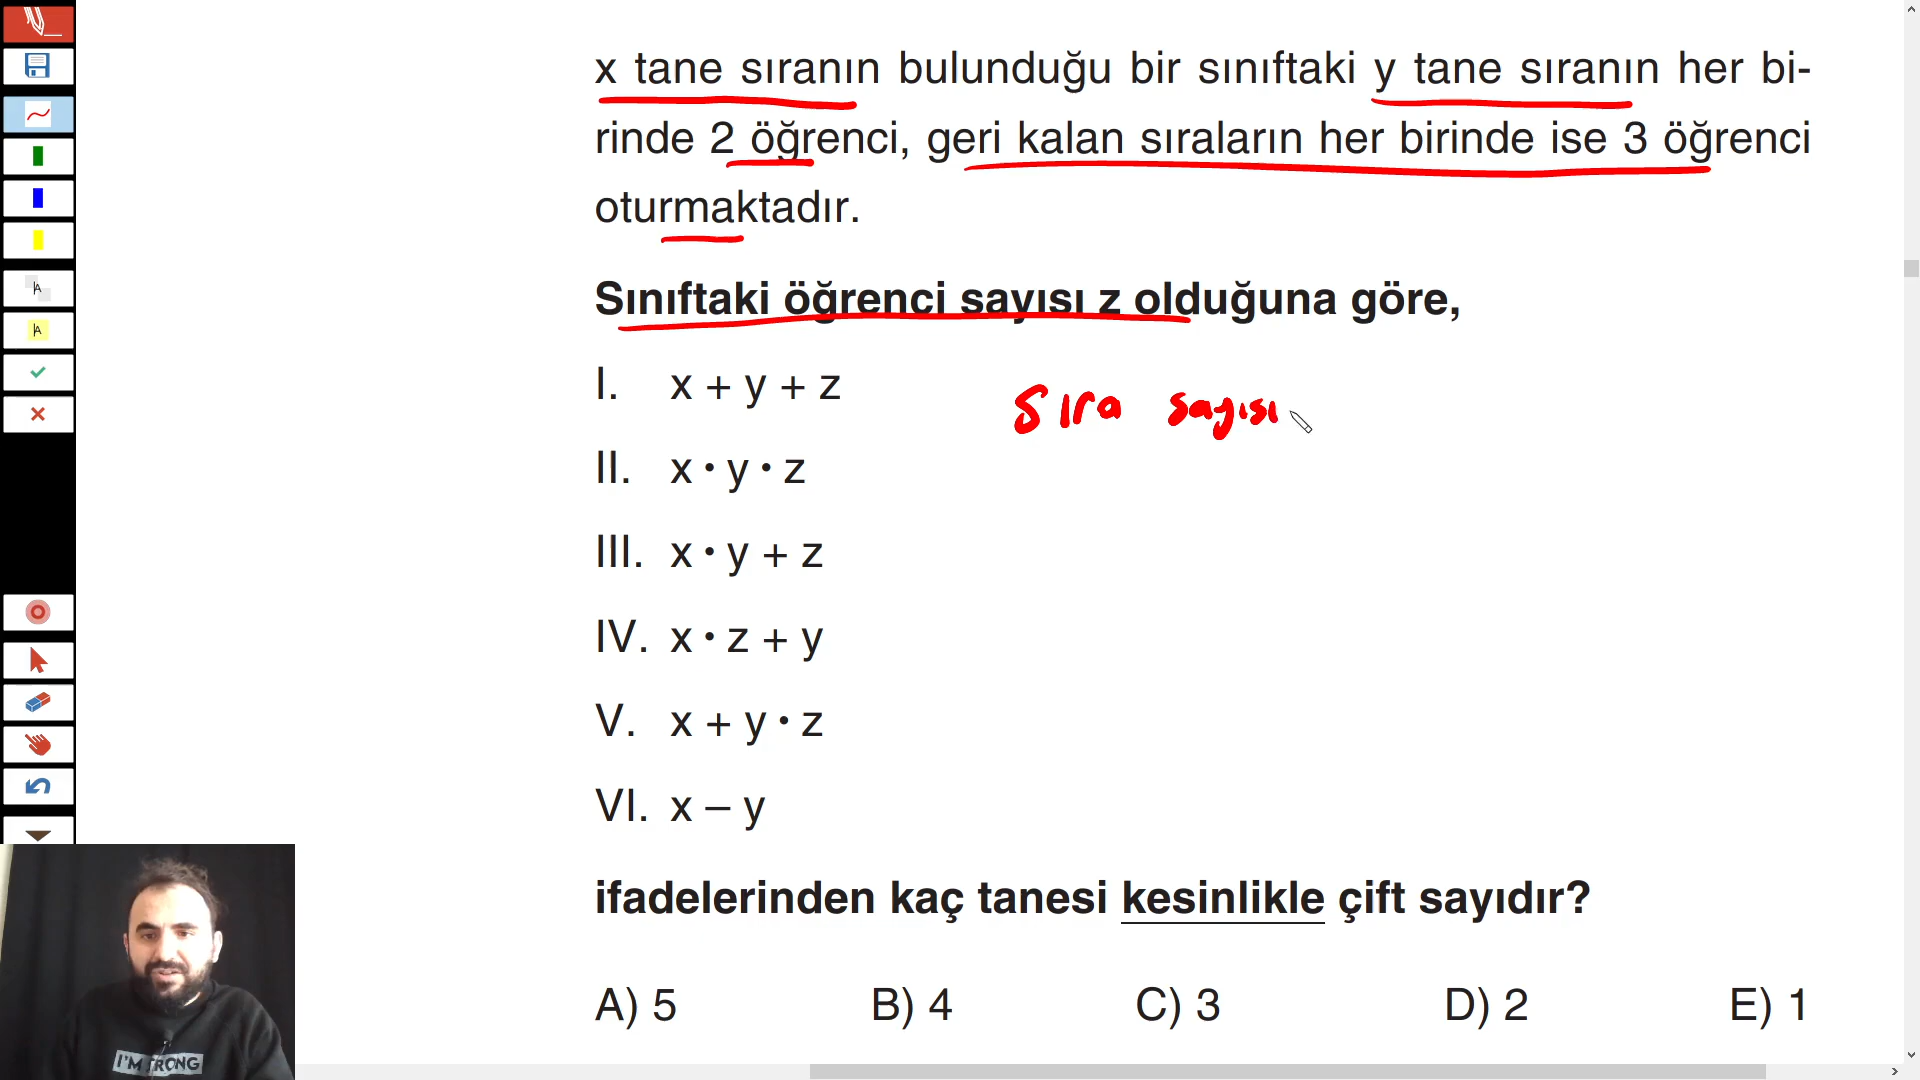 x tane sıranın bulunduğu bir sınıftaki y tane sıranın her bi-
rinde 2 öğrenci, geri kalan sıraların her birinde ise 3 öğrenci
oturmaktadır.
Sınıftaki öğrenci sayısı z olduğuna göre,
I. x + y + z
sıra sayısı
II. x • y • z
III. x • y + z
IV. x • z + y
V. x + y • z
VI. x – y
ifadelerinden kaç tanesi kesinlikle çift sayıdır?
A) 5 B) 4 C) 3 D) 2 E) 1
I'M STRONG